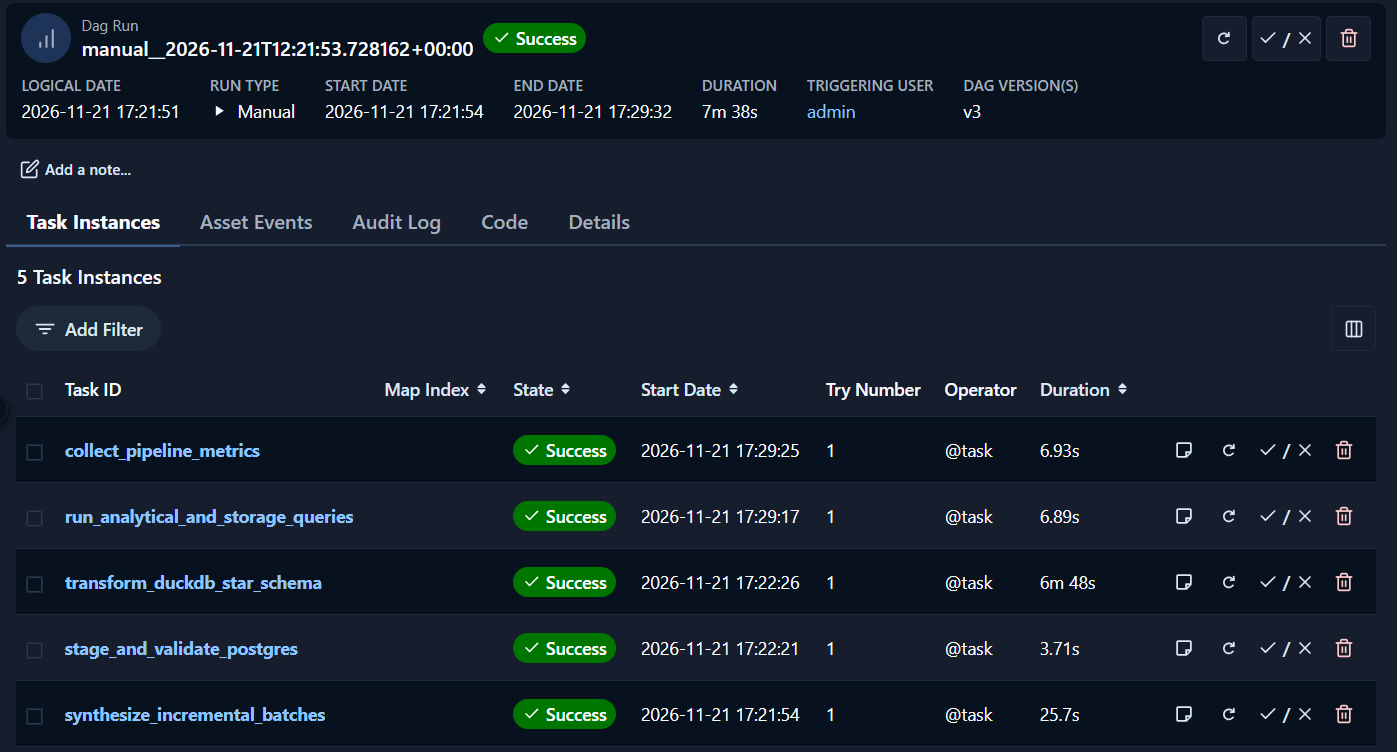 Dag Run
manual__2026-11-21T12:21:53.728162+00:00 Success
/
LOGICAL DATE RUN TYPE START DATE END DATE DURATION TRIGGERING USER DAG VERSION(S)
2026-11-21 17:21:51 Manual 2026-11-21 17:21:54 2026-11-21 17:29:32 7m 38s admin v3
Add a note...
Task Instances Asset Events Audit Log Code Details
5 Task Instances
Add Filter
Task ID Map Index State Start Date Try Number Operator Duration
collect_pipeline_metrics Success 2026-11-21 17:29:25 1 @task 6.93s /
run_analytical_and_storage_queries Success 2026-11-21 17:29:17 1 @task 6.89s /
transform_duckdb_star_schema Success 2026-11-21 17:22:26 1 @task 6m 48s /
stage_and_validate_postgres Success 2026-11-21 17:22:21 1 @task 3.71s /
synthesize_incremental_batches Success 2026-11-21 17:21:54 1 @task 25.7s /